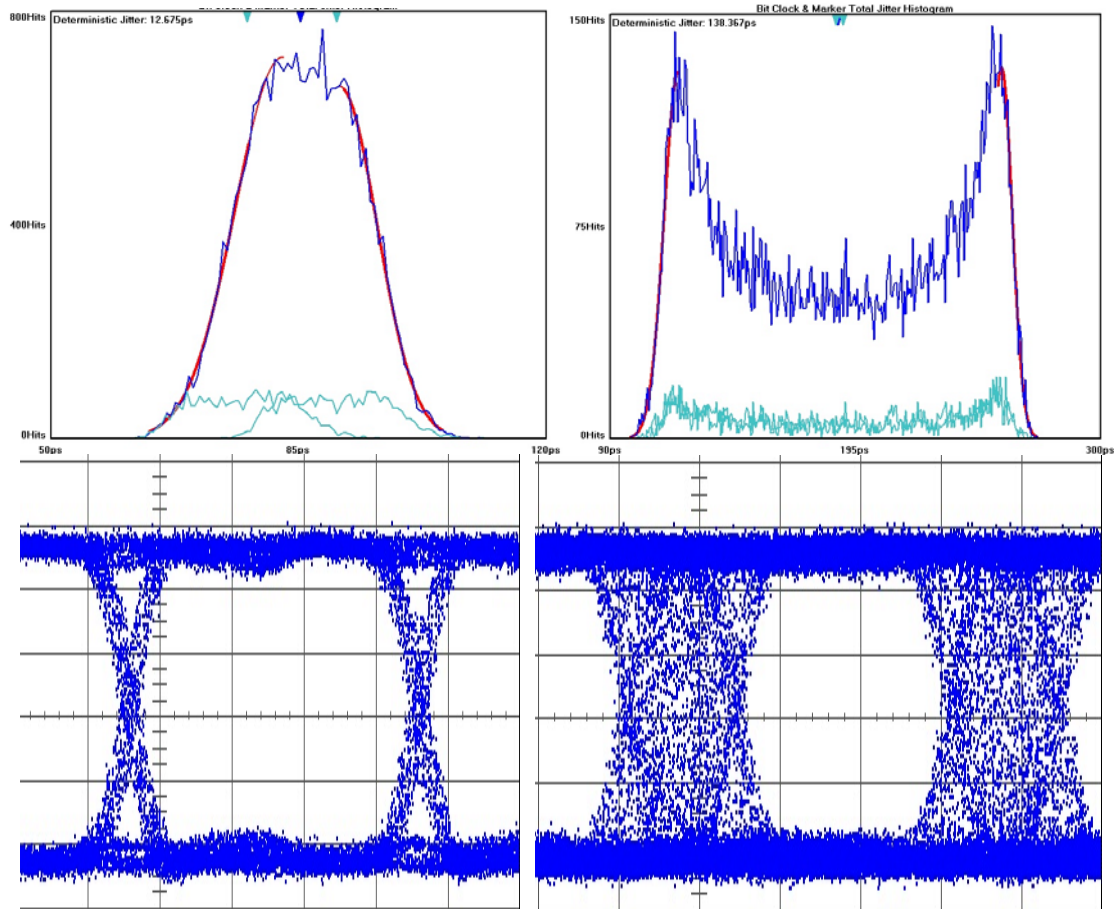 800Hits
Deterministic Jitter: 12.675ps
400Hits
0Hits
50ps
85ps
120ps
Bit Clock & Marker Total Jitter Histogram
150Hits
Deterministic Jitter: 138.367ps
75Hits
0Hits
90ps
195ps
300ps